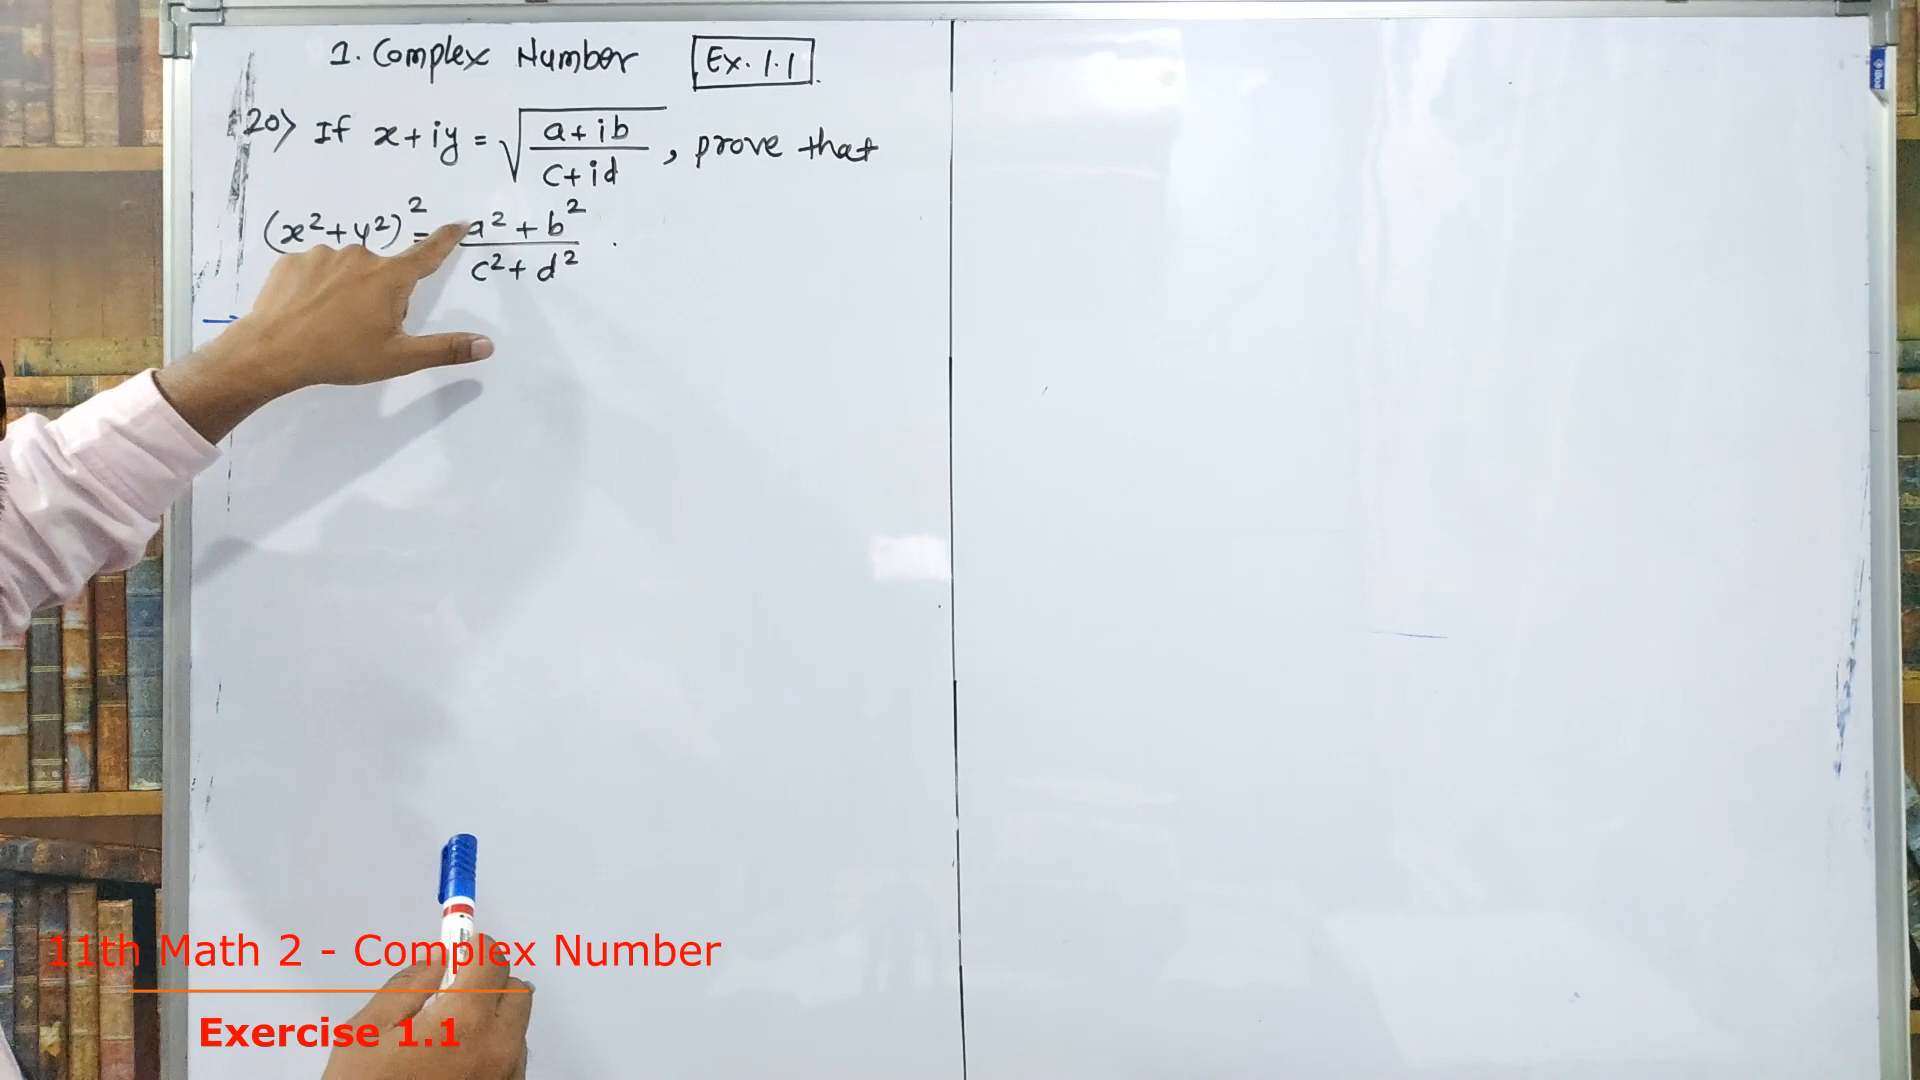 1. Complex Number Ex. 1.1
20) If x + iy = √((a + ib)/(c + id)), prove that
(x² + y²)² = (a² + b²)/(c² + d²).
11th Math 2 - Complex Number
Exercise 1.1